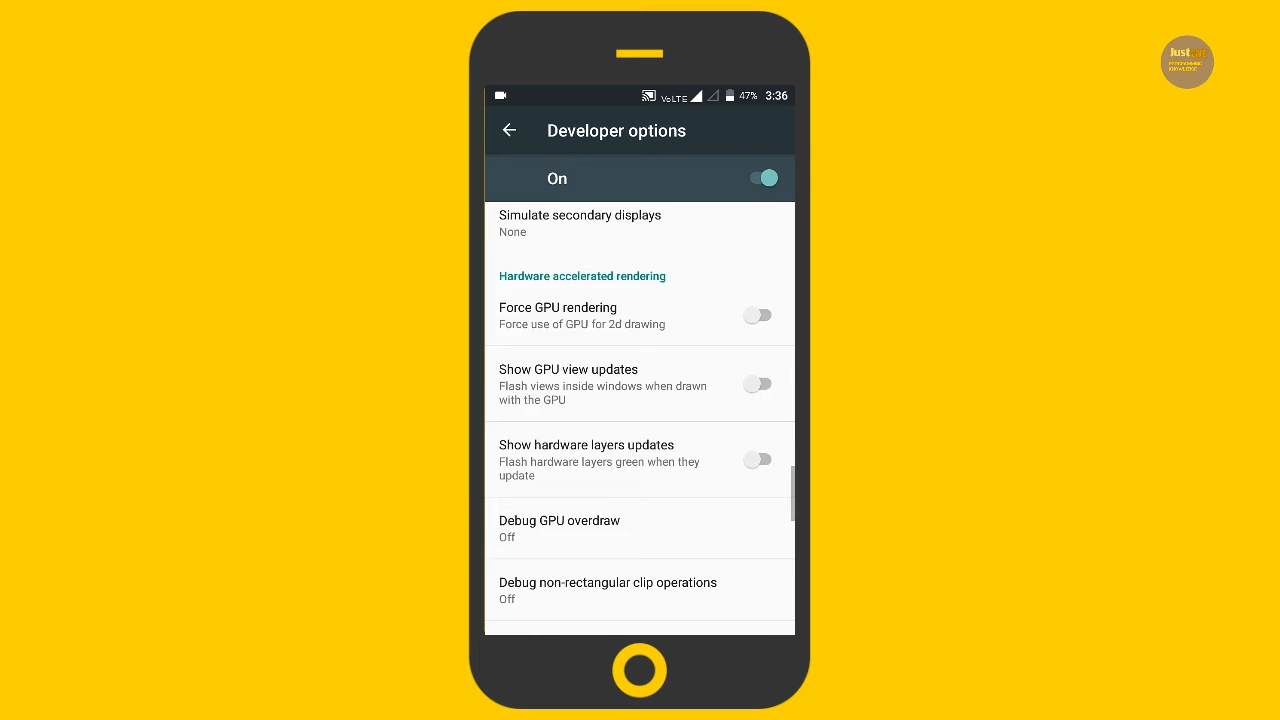 Just
PROGRAMMING
KNOWLEDGE
VoLTE 47% 3:36
Developer options
On
Simulate secondary displays
None
Hardware accelerated rendering
Force GPU rendering
Force use of GPU for 2d drawing
Show GPU view updates
Flash views inside windows when drawn
with the GPU
Show hardware layers updates
Flash hardware layers green when they
update
Debug GPU overdraw
Off
Debug non-rectangular clip operations
Off